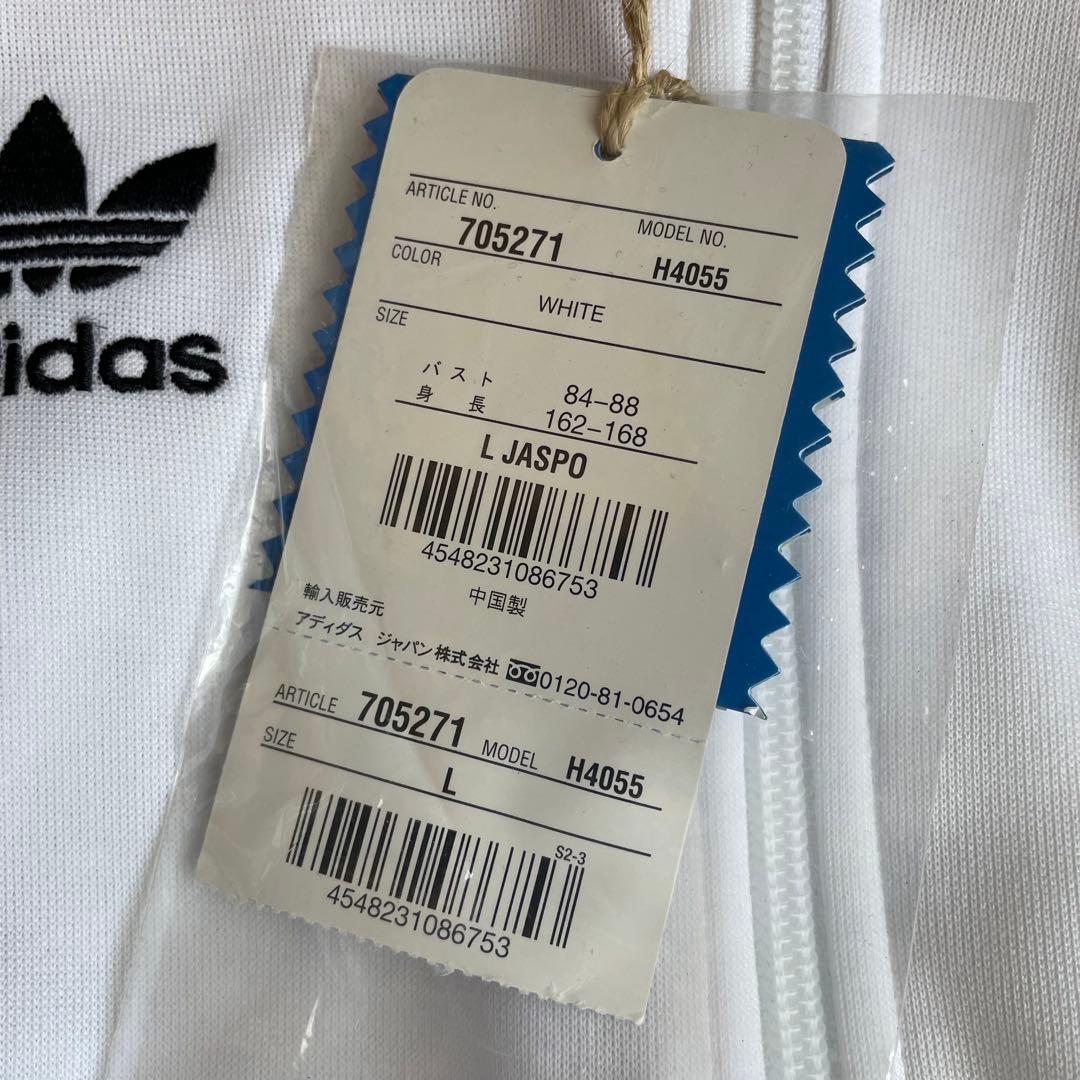 adidas
ARTICLE NO.
705271
MODEL NO.
H4055
COLOR
WHITE
SIZE
バスト 84–88
身 長 162–168
L JASPO
4548231086753
中国製
輸入販売元
アディダス ジャパン株式会社 0120-81-0654
ARTICLE 705271 MODEL H4055
SIZE L
S2-3
4548231086753